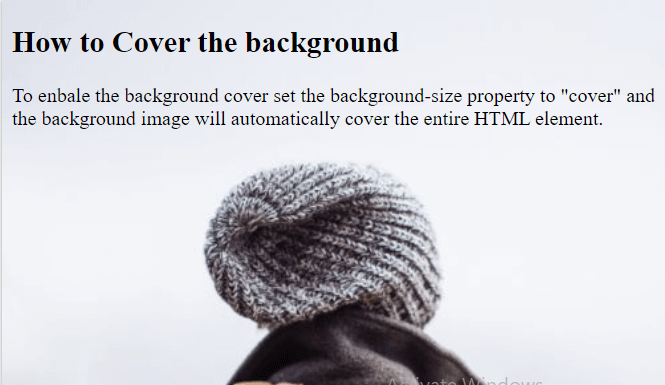 How to Cover the background
To enbale the background cover set the background-size property to "cover" and
the background image will automatically cover the entire HTML element.
Activate Windows